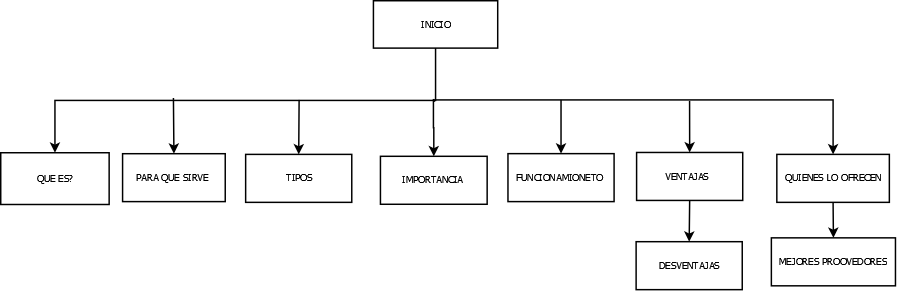 INICIO
QUE ES?
PARA QUE SIRVE
TIPOS
IMPORTANCIA
FUNCIONAMIONETO
VENTAJAS
QUIENES LO OFRECEN
DESVENTAJAS
MEJORES PROOVEDORES